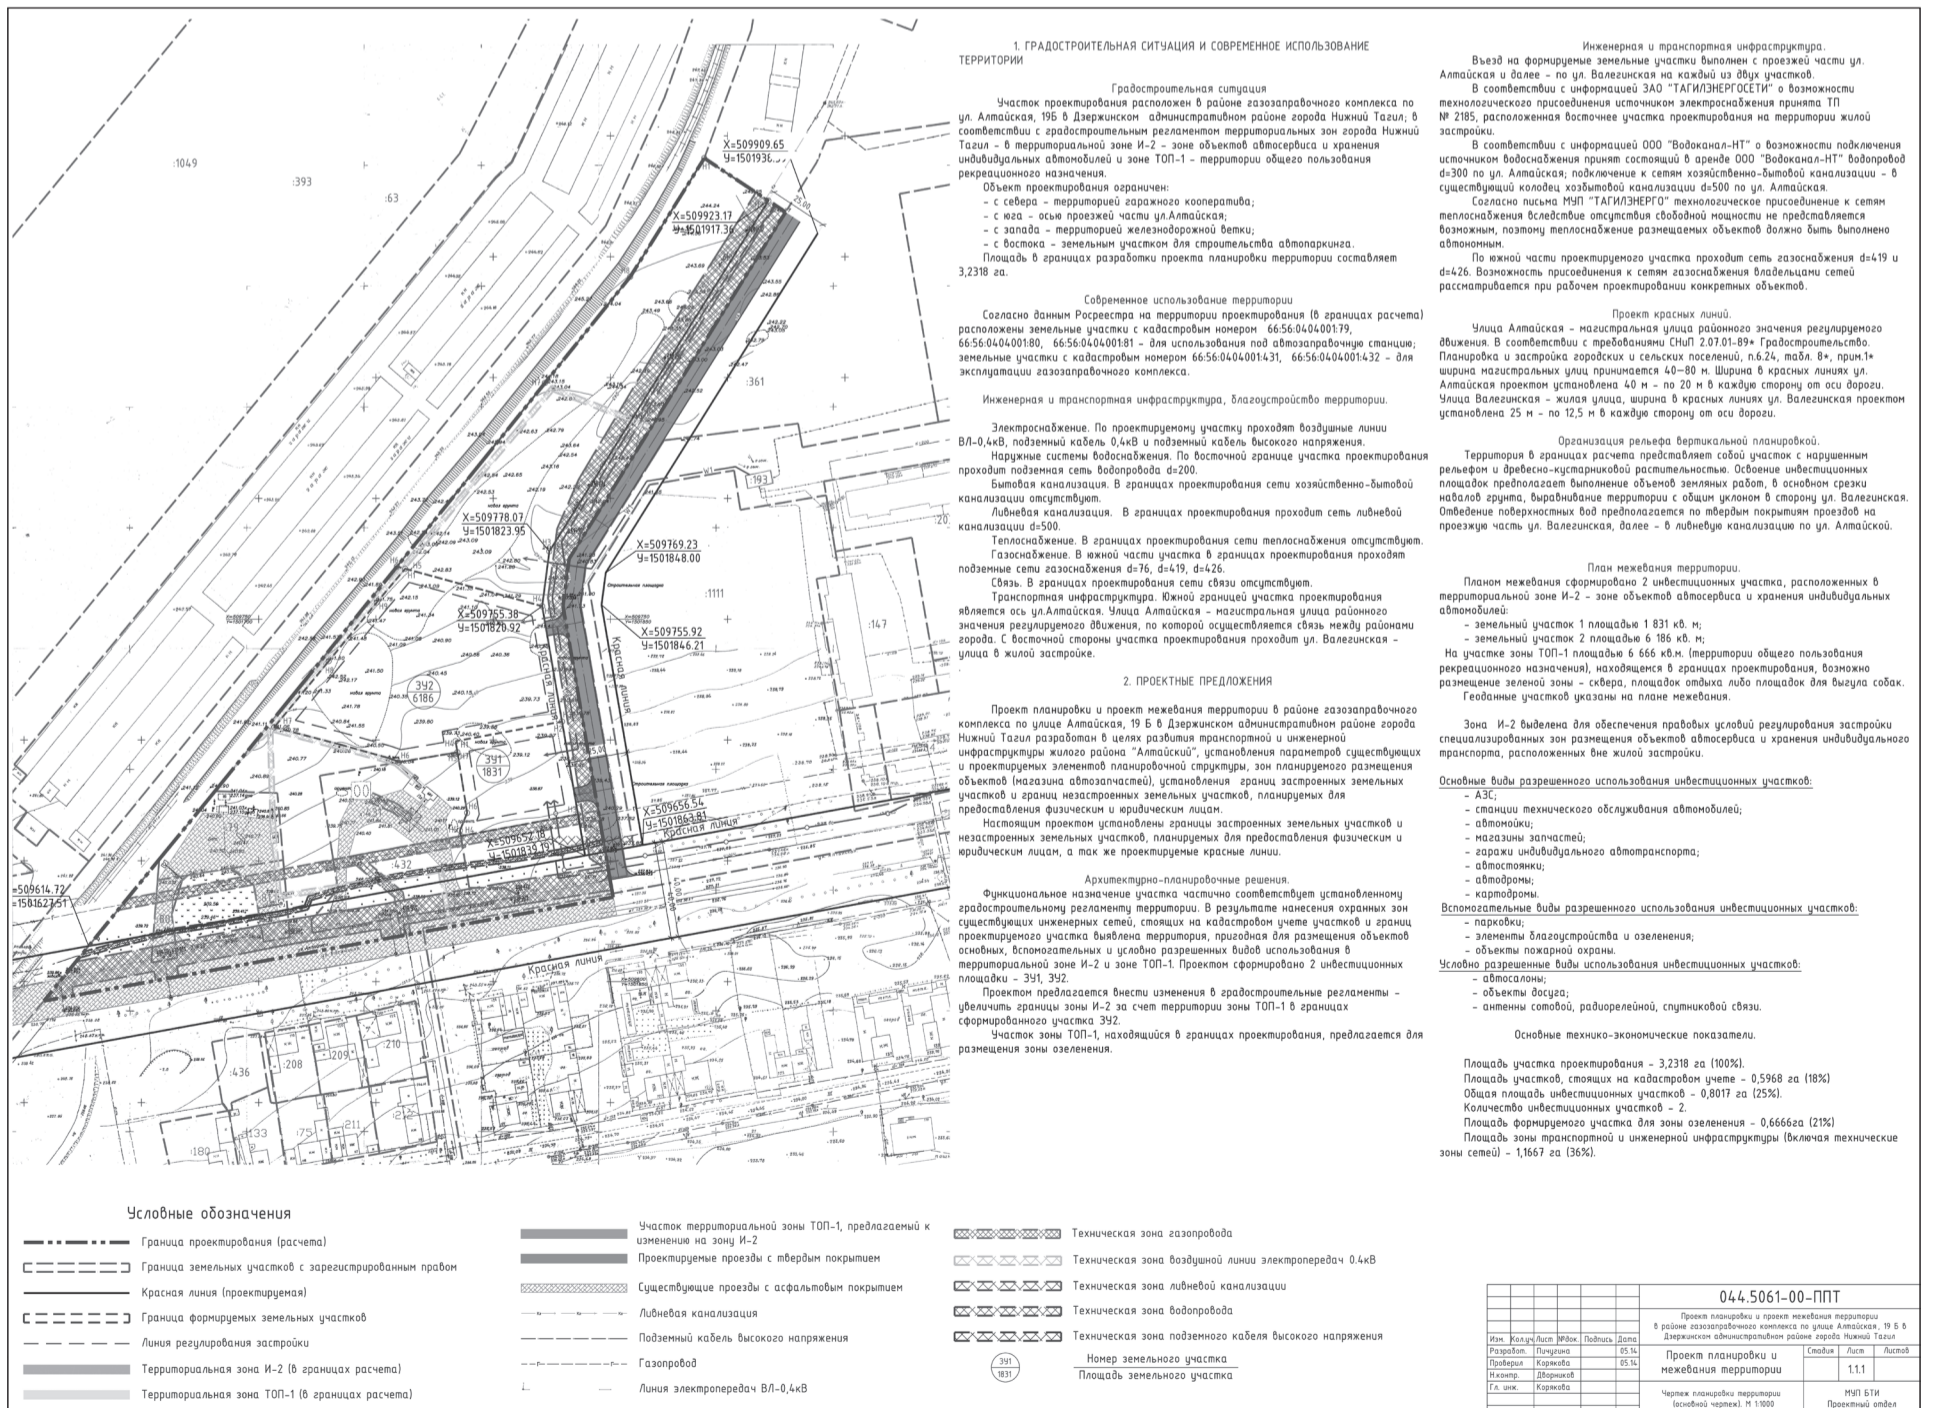 1. ГРАДОСТРОИТЕЛЬНАЯ СИТУАЦИЯ И СОВРЕМЕННОЕ ИСПОЛЬЗОВАНИЕ
ТЕРРИТОРИИ
Градостроительная ситуация
Участок проектирования расположен в районе газозаправочного комплекса по
ул. Алтайская, 19Б в Дзержинском административном районе города Нижний Тагил; в
соответствии с градостроительным регламентом территориальных зон города Нижний
Тагил - в территориальной зоне И-2 - зоне объектов автосервиса и хранения
индивидуальных автомобилей и зоне ТОП-1 - территории общего пользования
рекреационного назначения.
Объект проектирования ограничен:
- с севера - территорией гаражного кооператива;
- с юга - осью проезжей части ул.Алтайская;
- с запада - территорией железнодорожной ветки;
- с востока - земельным участком для строительства автопаркинга.
Площадь в границах разработки проекта планировки территории составляет
3,2318 га.
Современное использование территории
Согласно данным Росреестра на территории проектирования (в границах расчета)
расположены земельные участки с кадастровым номером 66:56:0404001:79,
66:56:0404001:80, 66:56:0404001:81 - для использования под автозаправочную станцию;
земельные участки с кадастровым номером 66:56:0404001:431, 66:56:0404001:432 - для
эксплуатации газозаправочного комплекса.
Инженерная и транспортная инфраструктура, благоустройство территории.
Электроснабжение. По проектируемому участку проходят воздушные линии
ВЛ-0,4кВ, подземный кабель 0,4кВ и подземный кабель высокого напряжения.
Наружные системы водоснабжения. По восточной границе участка проектирования
проходит подземная сеть водопровода d=200.
Бытовая канализация. В границах проектирования сети хозяйственно-бытовой
канализации отсутствуют.
Ливневая канализация. В границах проектирования проходит сеть ливневой
канализации d=500.
Теплоснабжение. В границах проектирования сети теплоснабжения отсутствуют.
Газоснабжение. В южной части участка в границах проектирования проходят
подземные сети газоснабжения d=76, d=419, d=426.
Связь. В границах проектирования сети связи отсутствуют.
Транспортная инфраструктура. Южной границей участка проектирования
является ось ул.Алтайская. Улица Алтайская - магистральная улица районного
значения регулируемого движения, по которой осуществляется связь между районами
города. С восточной стороны участка проектирования проходит ул. Валегинская -
улица в жилой застройке.
2. ПРОЕКТНЫЕ ПРЕДЛОЖЕНИЯ
Проект планировки и проект межевания территории в районе газозаправочного
комплекса по улице Алтайская, 19 Б в Дзержинском административном районе города
Нижний Тагил разработан в целях развития транспортной и инженерной
инфраструктуры жилого района "Алтайский", установления параметров существующих
и проектируемых элементов планировочной структуры, зон планируемого размещения
объектов (магазина автозапчастей), установления границ застроенных земельных
участков и границ незастроенных земельных участков, планируемых для
предоставления физическим и юридическим лицам.
Настоящим проектом установлены границы застроенных земельных участков и
незастроенных земельных участков, планируемых для предоставления физическим и
юридическим лицам, а так же проектируемые красные линии.
Архитектурно-планировочные решения.
Функциональное назначение участка частично соответствует установленному
градостроительному регламенту территории. В результате нанесения охранных зон
существующих инженерных сетей, стоящих на кадастровом учете участков и границ
проектируемого участка выявлена территория, пригодная для размещения объектов
основных, вспомогательных и условно разрешенных видов использования в
территориальной зоне И-2 и зоне ТОП-1. Проектом сформировано 2 инвестиционных
площадки - ЗУ1, ЗУ2.
Проектом предлагается внести изменения в градостроительные регламенты -
увеличить границы зоны И-2 за счет территории зоны ТОП-1 в границах
сформированного участка ЗУ2.
Участок зоны ТОП-1, находящийся в границах проектирования, предлагается для
размещения зоны озеленения.
Инженерная и транспортная инфраструктура.
Въезд на формируемые земельные участки выполнен с проезжей части ул.
Алтайская и далее - по ул. Валегинская на каждый из двух участков.
В соответствии с информацией ЗАО "ТАГИЛЭНЕРГОСЕТИ" о возможности
технологического присоединения источником электроснабжения принята ТП
№ 2185, расположенная восточнее участка проектирования на территории жилой
застройки.
В соответствии с информацией ООО "Водоканал-НТ" о возможности подключения
источником водоснабжения принят состоящий в аренде ООО "Водоканал-НТ" водопровод
d=300 по ул. Алтайская; подключение к сетям хозяйственно-бытовой канализации - в
существующий колодец хозбытовой канализации d=500 по ул. Алтайская.
Согласно письма МУП "ТАГИЛЭНЕРГО" технологическое присоединение к сетям
теплоснабжения вследствие отсутствия свободной мощности не представляется
возможным, поэтому теплоснабжение размещаемых объектов должно быть выполнено
автономным.
По южной части проектируемого участка проходит сеть газоснабжения d=419 и
d=426. Возможность присоединения к сетям газоснабжения владельцами сетей
рассматривается при рабочем проектировании конкретных объектов.
Проект красных линий.
Улица Алтайская - магистральная улица районного значения регулируемого
движения. В соответствии с требованиями СНиП 2.07.01-89* Градостроительство.
Планировка и застройка городских и сельских поселений, п.6.24, табл. 8*, прим.1*
ширина магистральных улиц принимается 40-80 м. Ширина в красных линиях ул.
Алтайская проектом установлена 40 м - по 20 м в каждую сторону от оси дороги.
Улица Валегинская - жилая улица, ширина в красных линиях ул. Валегинская проектом
установлена 25 м - по 12,5 м в каждую сторону от оси дороги.
Организация рельефа вертикальной планировкой.
Территория в границах расчета представляет собой участок с нарушенным
рельефом и древесно-кустарниковой растительностью. Освоение инвестиционных
площадок предполагает выполнение объемов земляных работ, в основном срезки
навалов грунта, выравнивание территории с общим уклоном в сторону ул. Валегинская.
Отведение поверхностных вод предполагается по твердым покрытиям проездов на
проезжую часть ул. Валегинская, далее - в ливневую канализацию по ул. Алтайской.
План межевания территории.
Планом межевания сформировано 2 инвестиционных участка, расположенных в
территориальной зоне И-2 - зоне объектов автосервиса и хранения индивидуальных
автомобилей:
- земельный участок 1 площадью 1 831 кв. м;
- земельный участок 2 площадью 6 186 кв. м;
На участке зоны ТОП-1 площадью 6 666 кв.м. (территории общего пользования
рекреационного назначения), находящемся в границах проектирования, возможно
размещение зеленой зоны - сквера, площадок отдыха либо площадок для выгула собак.
Геоданные участков указаны на плане межевания.
Зона И-2 выделена для обеспечения правовых условий регулирования застройки
специализированных зон размещения объектов автосервиса и хранения индивидуального
транспорта, расположенных вне жилой застройки.
Основные виды разрешенного использования инвестиционных участков:
- АЗС;
- станции технического обслуживания автомобилей;
- автомойки;
- магазины запчастей;
- гаражи индивидуального автотранспорта;
- автостоянки;
- автодромы;
- картодромы.
Вспомогательные виды разрешенного использования инвестиционных участков:
- парковки;
- элементы благоустройства и озеленения;
- объекты пожарной охраны.
Условно разрешенные виды использования инвестиционных участков:
- автосалоны;
- объекты досуга;
- антенны сотовой, радиорелейной, спутниковой связи.
Основные технико-экономические показатели.
Площадь участка проектирования - 3,2318 га (100%).
Площадь участков, стоящих на кадастровом учете - 0,5968 га (18%)
Общая площадь инвестиционных участков - 0,8017 га (25%).
Количество инвестиционных участков - 2.
Площадь формируемого участка для зоны озеленения - 0,6666га (21%)
Площадь зоны транспортной и инженерной инфраструктуры (включая технические
зоны сетей) - 1,1667 га (36%).
:1049
:393
:63
X=509909.65
X=509923.17
У=1501917.36
25,00
:361
:193
X=509778.07
У=1501823.95
X=509769.23
У=1501848.00
:1111
:147
X=509755.38
У=1501820.92
X=509755.92
У=1501846.21
Красная линия
Красная линия
ЗУ2
6186
ЗУ1
1831
X=509656.54
У=1501863.81
Красная линия
X=509652.18
У=1501839.19
:432
=509614.72
=1501627.51
Красная линия
:436
:208
:209
:210
:133
:75
:211
:212
:180
Условные обозначения
Граница проектирования (расчета)
Граница земельных участков с зарегистрированным правом
Красная линия (проектируемая)
Граница формируемых земельных участков
Линия регулирования застройки
Территориальная зона И-2 (в границах расчета)
Территориальная зона ТОП-1 (в границах расчета)
Участок территориальной зоны ТОП-1, предлагаемый к
изменению на зону И-2
Проектируемые проезды с твердым покрытием
Существующие проезды с асфальтовым покрытием
Ливневая канализация
Подземный кабель высокого напряжения
Газопровод
Линия электропередач ВЛ-0,4кВ
Техническая зона газопровода
Техническая зона воздушной линии электропередач 0.4кВ
Техническая зона ливневой канализации
Техническая зона водопровода
Техническая зона подземного кабеля высокого напряжения
ЗУ1
1831
Номер земельного участка
Площадь земельного участка
044.5061-00-ППТ
Проект планировки и проект межевания территории
в районе газозаправочного комплекса по улице Алтайская, 19 Б в
Дзержинском административном районе города Нижний Тагил
Изм. Кол.уч Лист №док. Подпись Дата
Разработ. Пичугина 05.14
Проверил Корякова 05.14
Н.контр. Дворников
Гл. инж. Корякова
Проект планировки и
межевания территории
Стадия Лист Листов
1.1.1
Чертеж планировки территории
(основной чертеж). М 1:1000
МУП БТИ
Проектный отдел